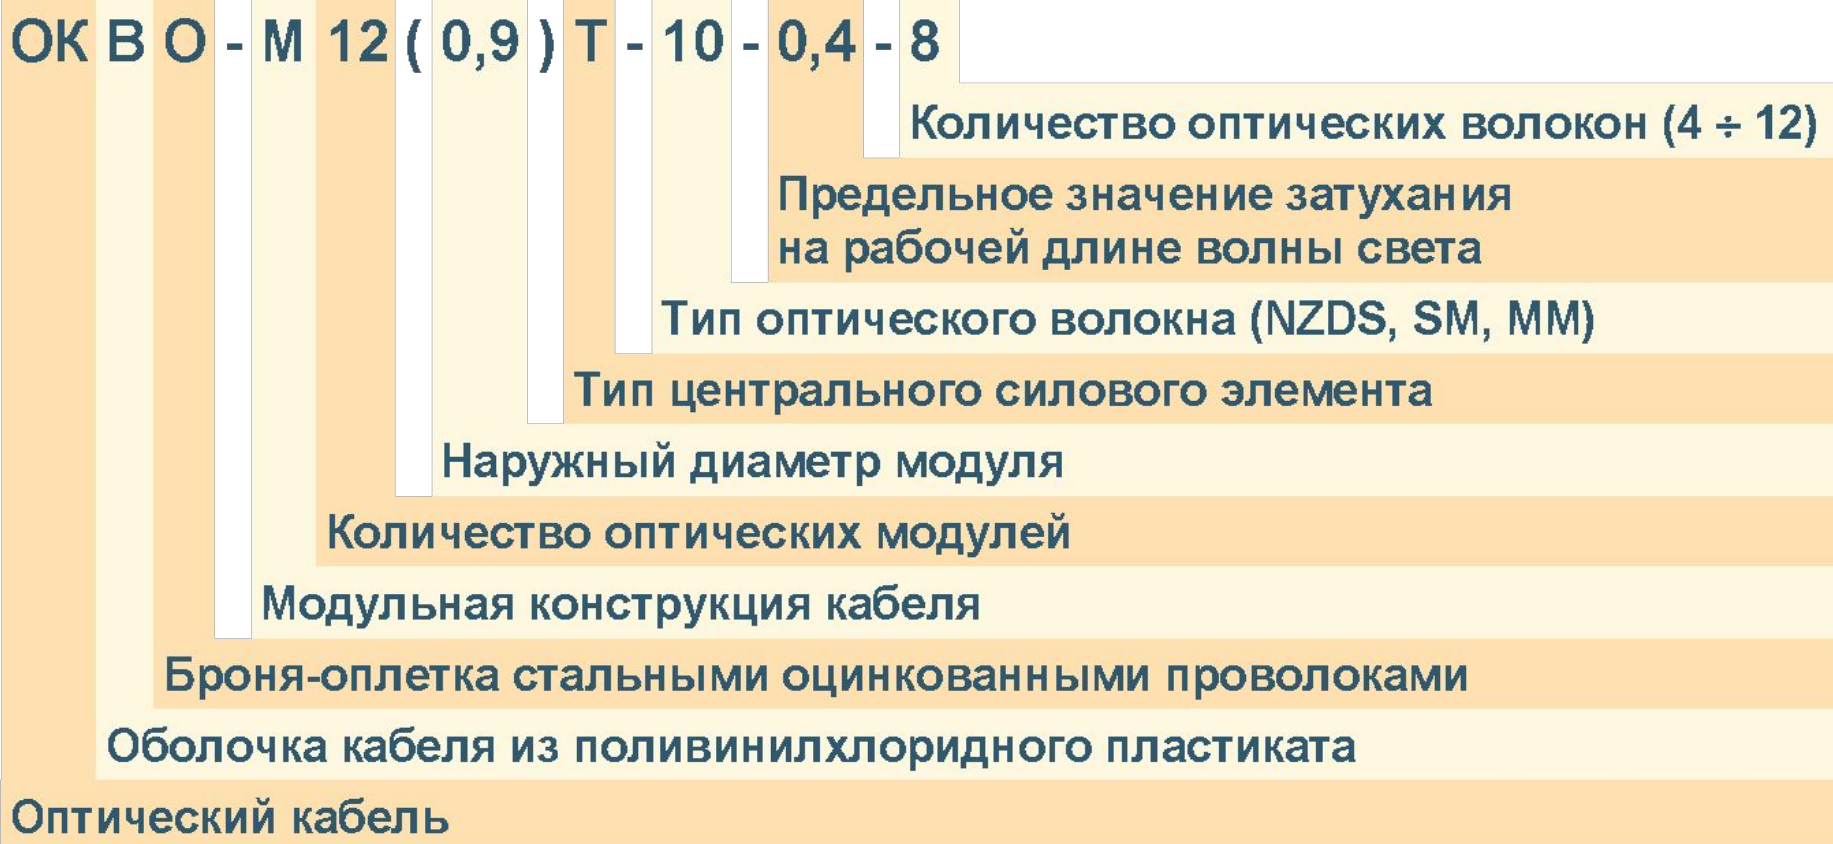 ОК В О - М 12 ( 0,9 ) Т - 10 - 0,4 - 8
Количество оптических волокон (4 ÷ 12)
Предельное значение затухания
на рабочей длине волны света
Тип оптического волокна (NZDS, SM, MM)
Тип центрального силового элемента
Наружный диаметр модуля
Количество оптических модулей
Модульная конструкция кабеля
Броня-оплетка стальными оцинкованными проволоками
Оболочка кабеля из поливинилхлоридного пластиката
Оптический кабель